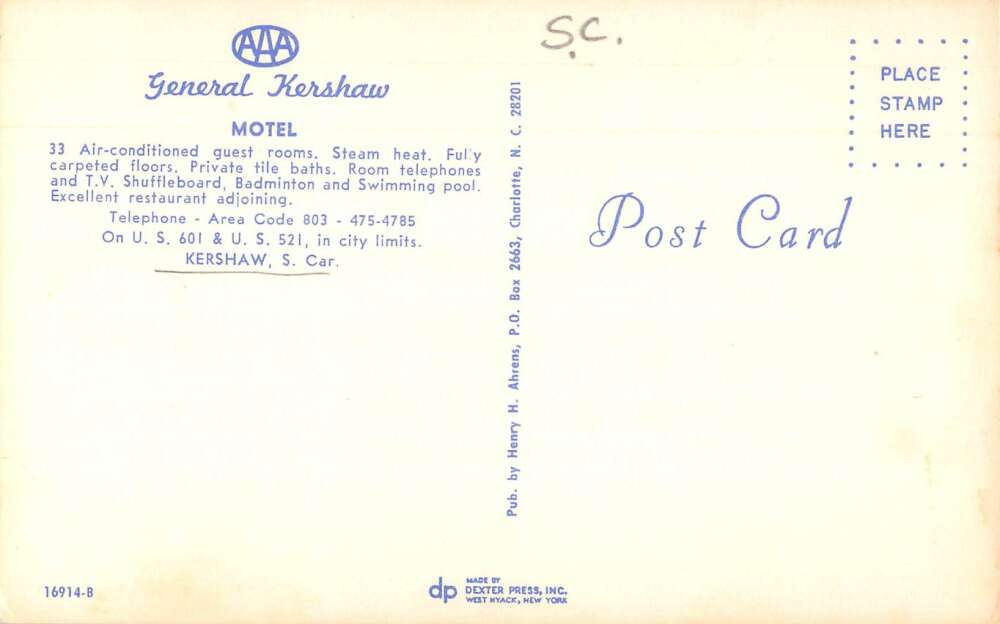 S.C.
AAA
General Kershaw
MOTEL
33 Air-conditioned guest rooms. Steam heat. Fully
carpeted floors. Private tile baths. Room telephones
and T.V. Shuffleboard, Badminton and Swimming pool.
Excellent restaurant adjoining.
Telephone - Area Code 803 - 475-4785
On U. S. 601 & U. S. 521, in city limits.
KERSHAW, S. Car.
Pub. by Henry H. Ahrens, P.O. Box 2663, Charlotte, N. C. 28201
PLACE
STAMP
HERE
Post Card
16914-B
dp
MADE BY
DEXTER PRESS, INC.
WEST NYACK, NEW YORK